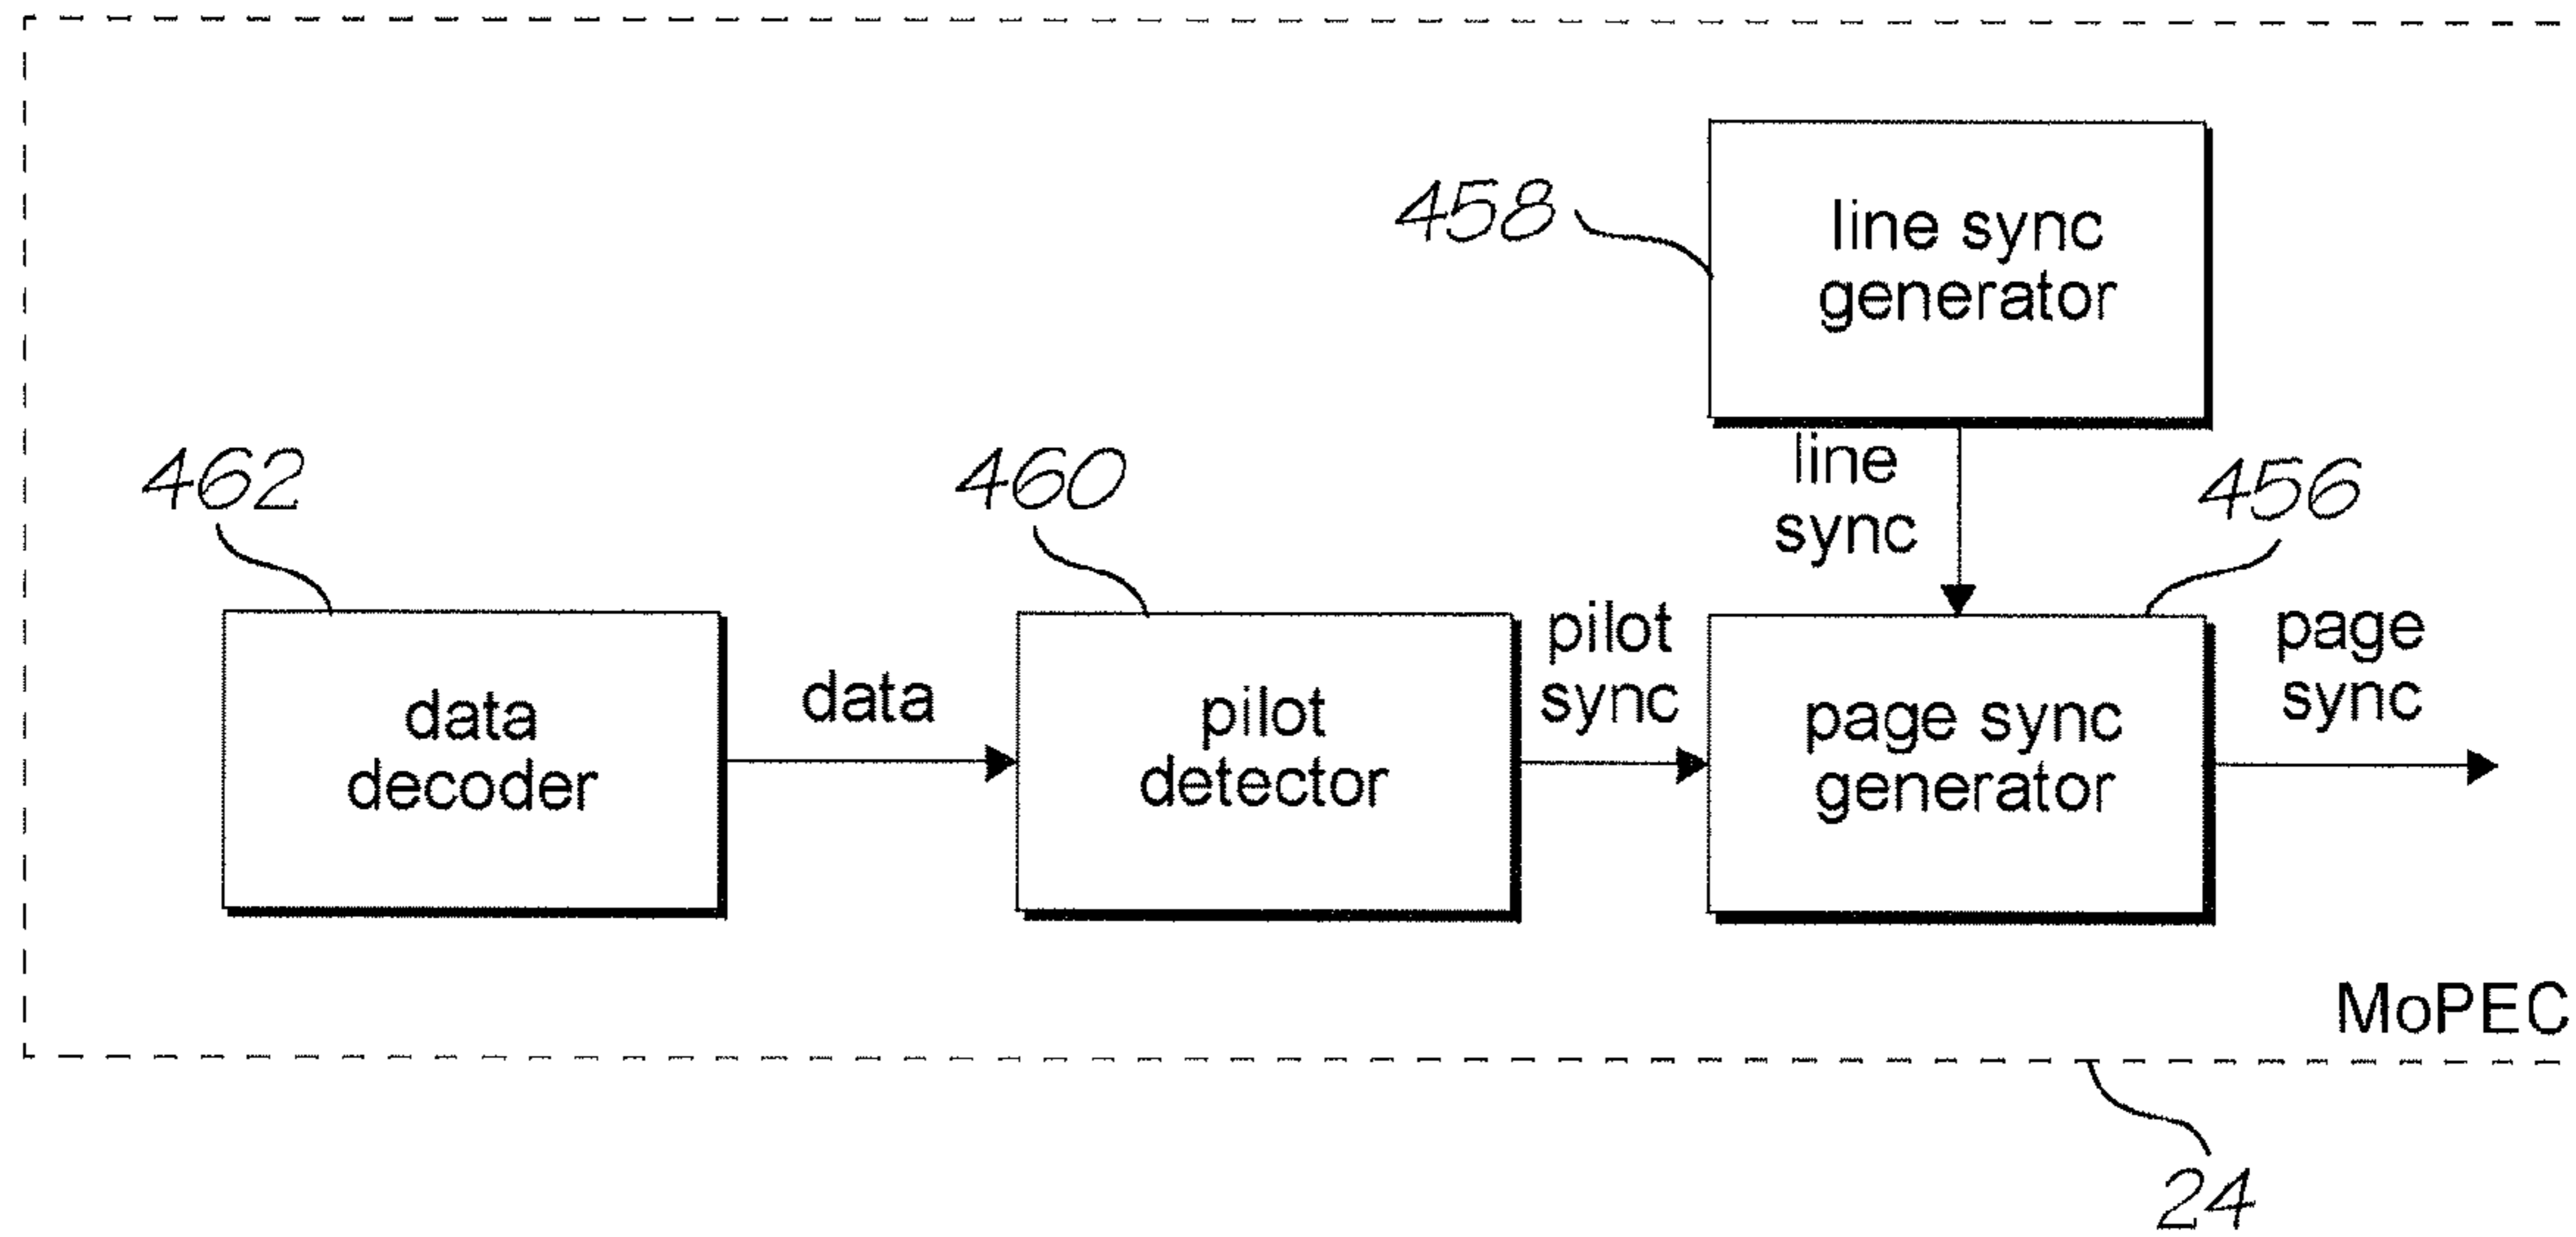 458
line sync
generator
line
sync
462
460
456
data
decoder
data
pilot
detector
pilot
sync
page sync
generator
page
sync
MoPEC
24